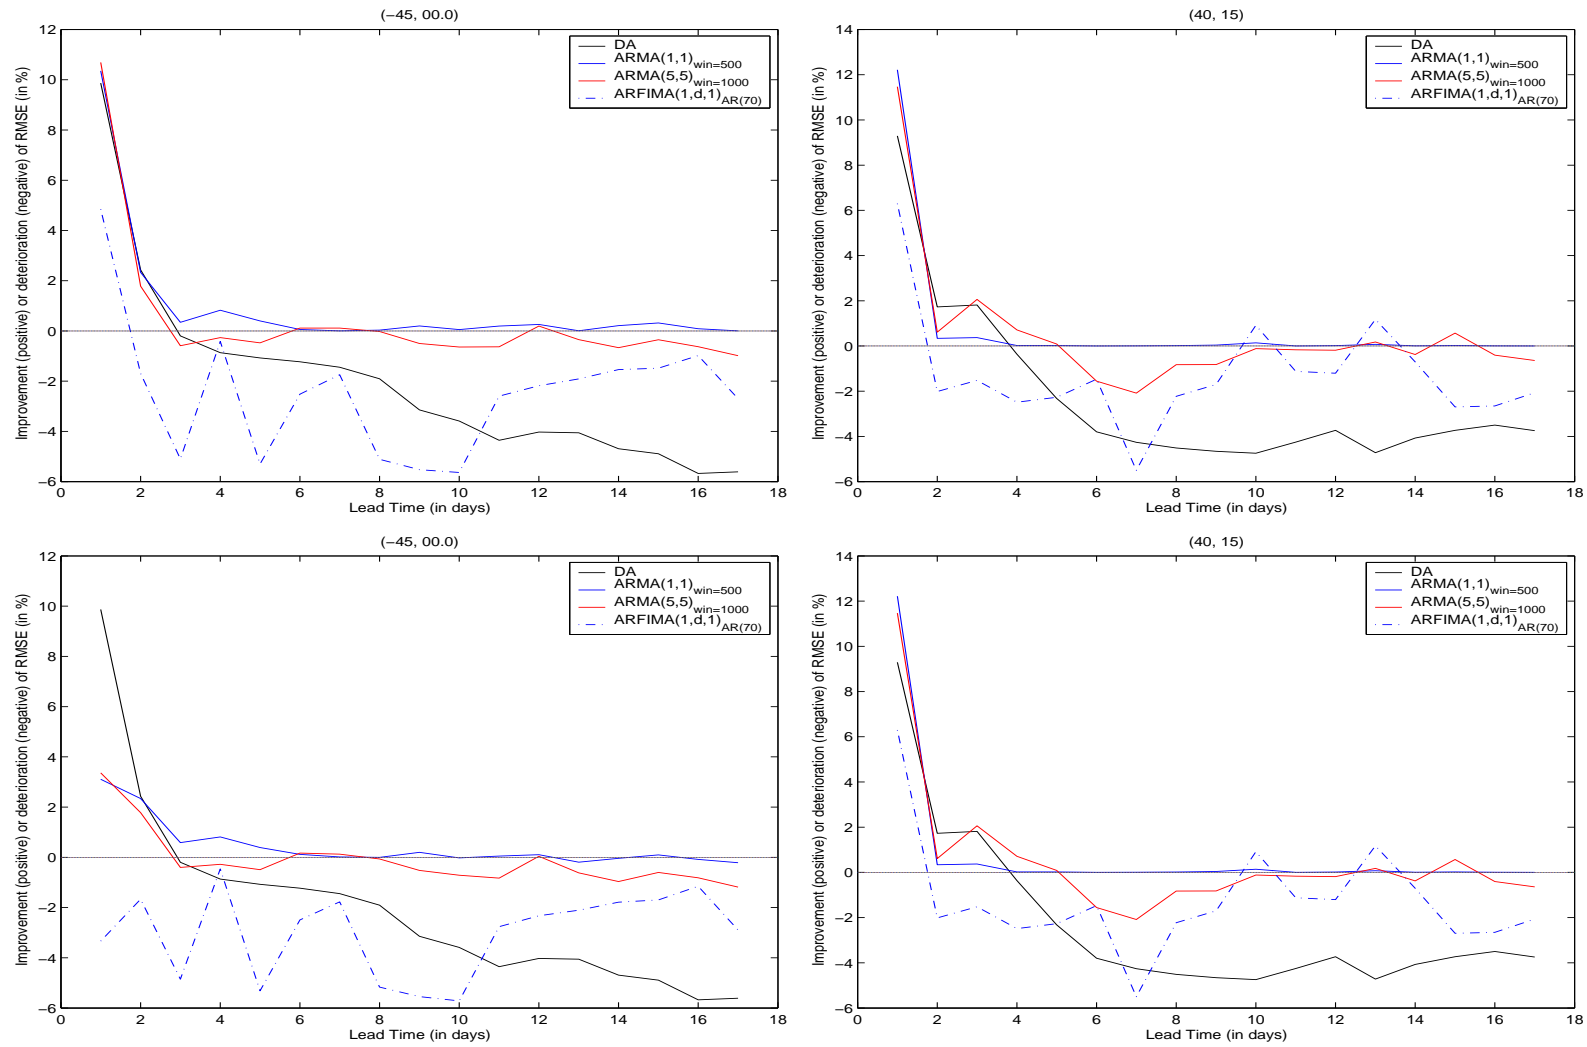 (−45, 00.0)
Improvement (positive) or deterioration (negative) of RMSE (in %)
12
10
8
6
4
2
0
−2
−4
−6
DA
ARMA(1,1)win=500
ARMA(5,5)win=1000
ARFIMA(1,d,1)AR(70)
0 2 4 6 8 10 12 14 16 18
Lead Time (in days)
(40, 15)
Improvement (positive) or deterioration (negative) of RMSE (in %)
14
12
10
8
6
4
2
0
−2
−4
−6
DA
ARMA(1,1)win=500
ARMA(5,5)win=1000
ARFIMA(1,d,1)AR(70)
0 2 4 6 8 10 12 14 16 18
Lead Time (in days)
(−45, 00.0)
Improvement (positive) or deterioration (negative) of RMSE (in %)
12
10
8
6
4
2
0
−2
−4
−6
DA
ARMA(1,1)win=500
ARMA(5,5)win=1000
ARFIMA(1,d,1)AR(70)
0 2 4 6 8 10 12 14 16 18
Lead Time (in days)
(40, 15)
Improvement (positive) or deterioration (negative) of RMSE (in %)
14
12
10
8
6
4
2
0
−2
−4
−6
DA
ARMA(1,1)win=500
ARMA(5,5)win=1000
ARFIMA(1,d,1)AR(70)
0 2 4 6 8 10 12 14 16 18
Lead Time (in days)